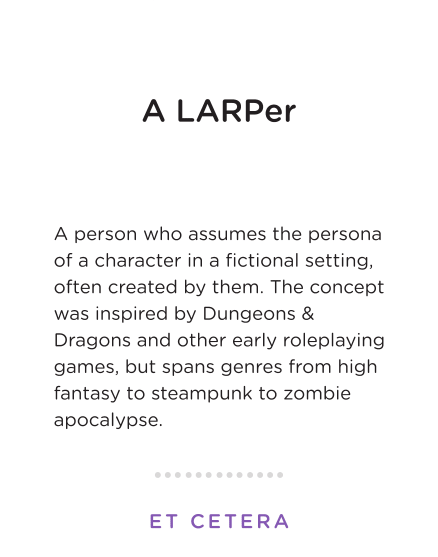 A LARPer
A person who assumes the persona
of a character in a fictional setting,
often created by them. The concept
was inspired by Dungeons &
Dragons and other early roleplaying
games, but spans genres from high
fantasy to steampunk to zombie
apocalypse.
ET CETERA